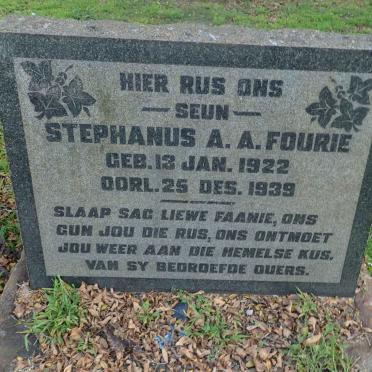 HIER RUS ONS
— SEUN —
STEPHANUS A. A. FOURIE
GEB. 13 JAN. 1922
OORL. 25 DES. 1939
SLAAP SAG LIEWE FAANIE, ONS
GUN JOU DIE RUS, ONS ONTMOET
JOU WEER AAN DIE HEMELSE KUS.
VAN SY BEDROEFDE OUERS.